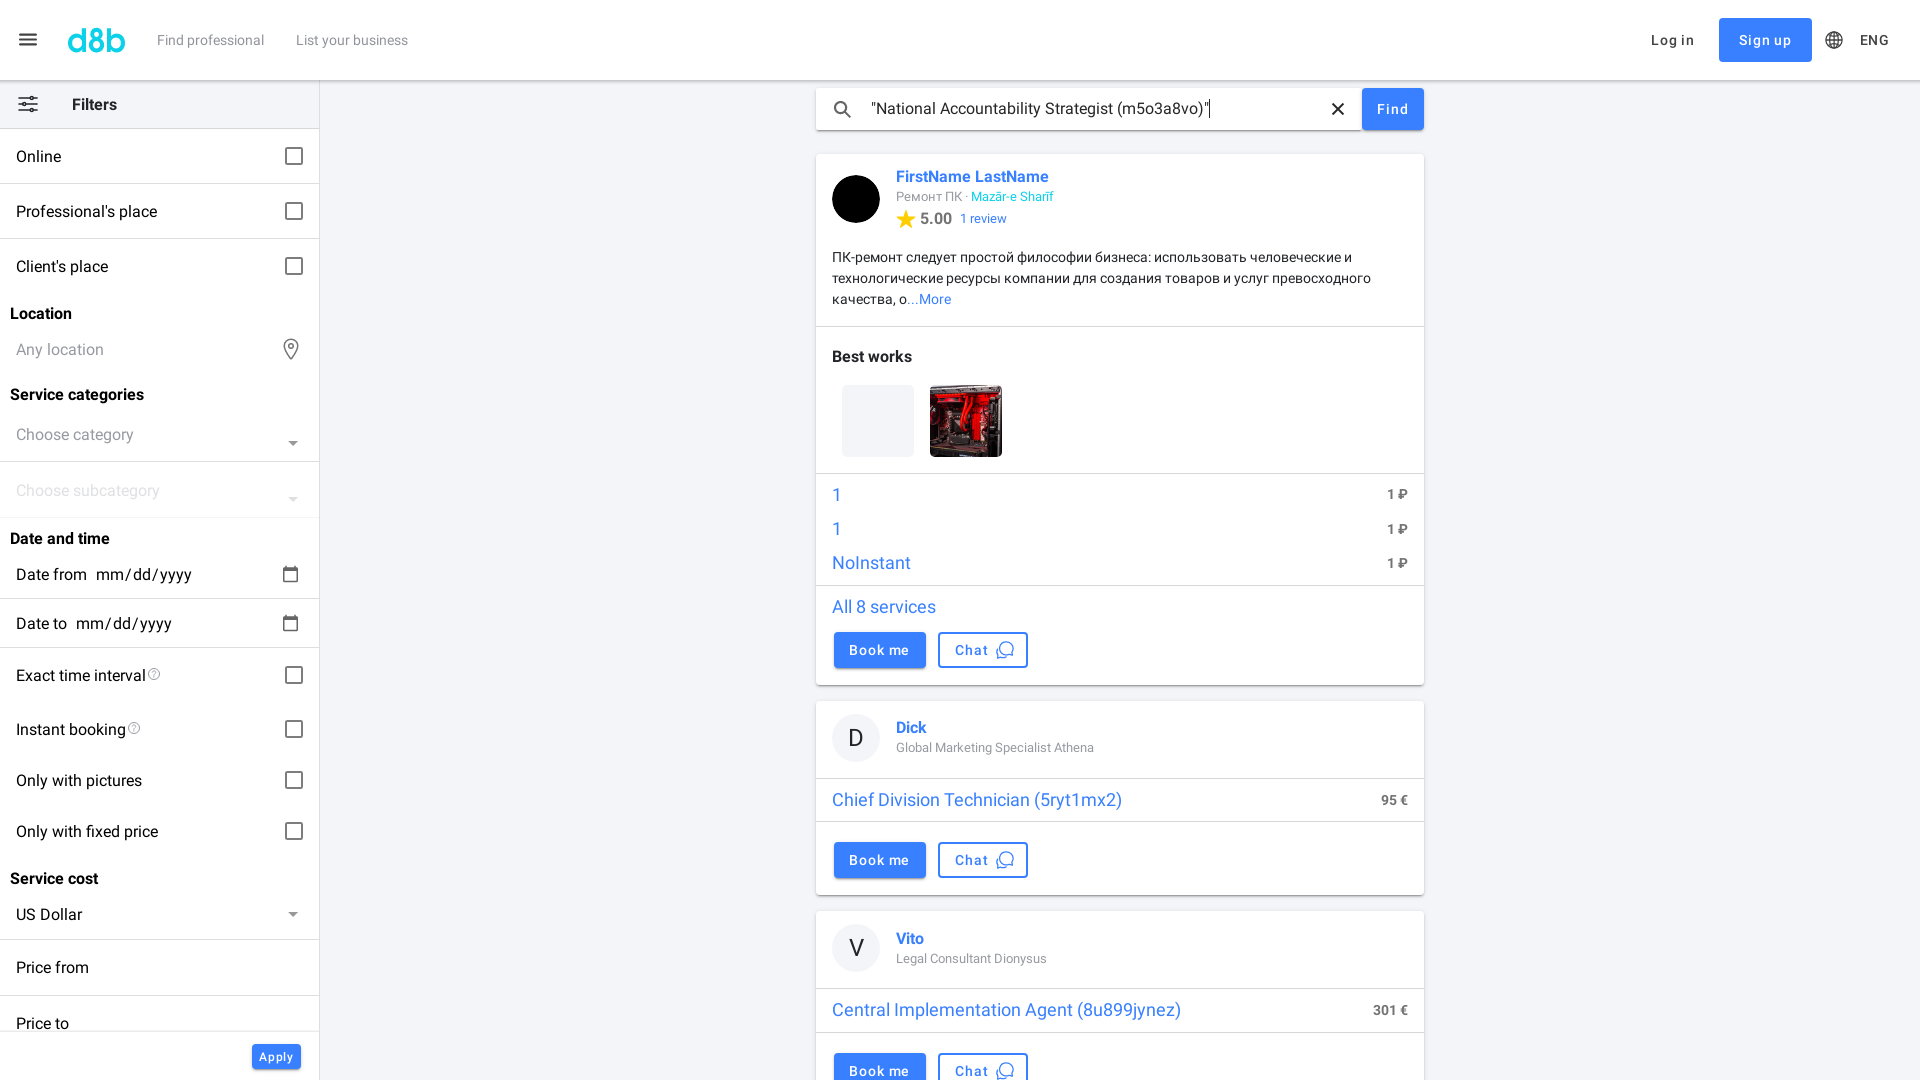 d8b
Find professional
List your business
Log in
Sign up
ENG
Filters
Online
Professional's place
Client's place
Location
Any location
Service categories
Choose category
Choose subcategory
Date and time
Date from mm/dd/yyyy
Date to mm/dd/yyyy
Exact time interval
Instant booking
Only with pictures
Only with fixed price
Service cost
US Dollar
Price from
Price to
Apply
"National Accountability Strategist (m5o3a8vo)"
Find
FirstName LastName
Ремонт ПК · Mazār-e Sharīf
5.00 1 review
ПК-ремонт следует простой философии бизнеса: использовать человеческие и
технологические ресурсы компании для создания товаров и услуг превосходного
качества, о...More
Best works
1 1 ₽
1 1 ₽
NoInstant 1 ₽
All 8 services
Book me Chat
D
Dick
Global Marketing Specialist Athena
Chief Division Technician (5ryt1mx2) 95 €
Book me Chat
V
Vito
Legal Consultant Dionysus
Central Implementation Agent (8u899jynez) 301 €
Book me Chat